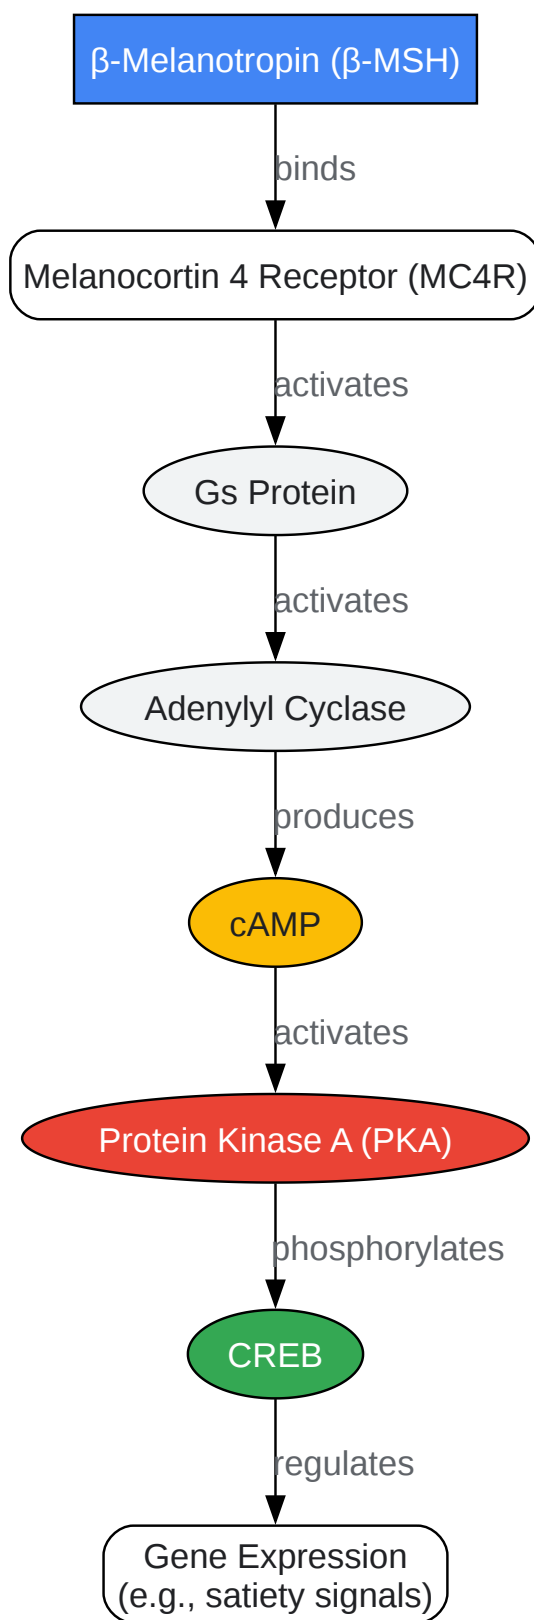 β-Melanotropin (β-MSH)
binds
Melanocortin 4 Receptor (MC4R)
activates
Gs Protein
activates
Adenylyl Cyclase
produces
cAMP
activates
Protein Kinase A (PKA)
phosphorylates
CREB
regulates
Gene Expression
(e.g., satiety signals)